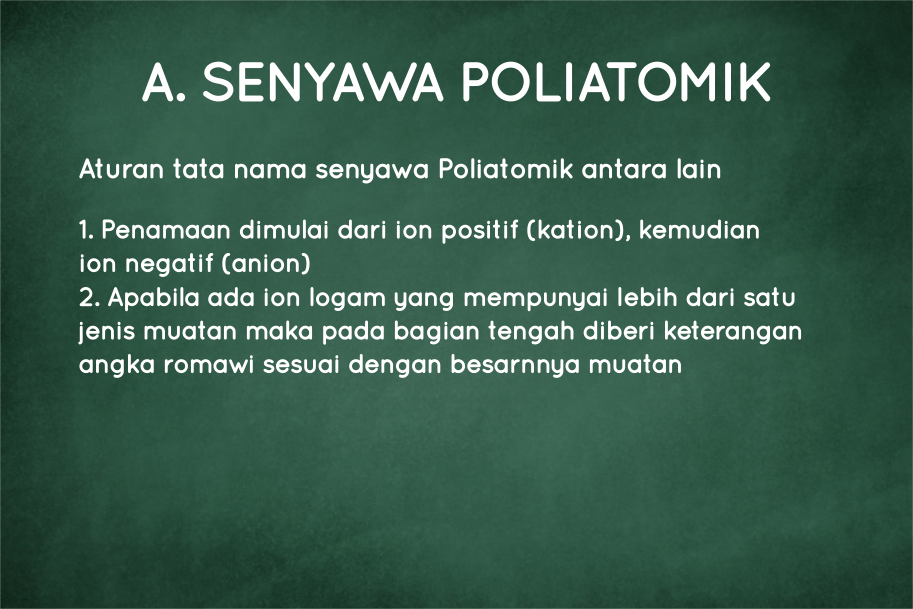 A. SENYAWA POLIATOMIK
Aturan tata nama senyawa Poliatomik antara lain
1. Penamaan dimulai dari ion positif (kation), kemudian
ion negatif (anion)
2. Apabila ada ion logam yang mempunyai lebih dari satu
jenis muatan maka pada bagian tengah diberi keterangan
angka romawi sesuai dengan besarnnya muatan